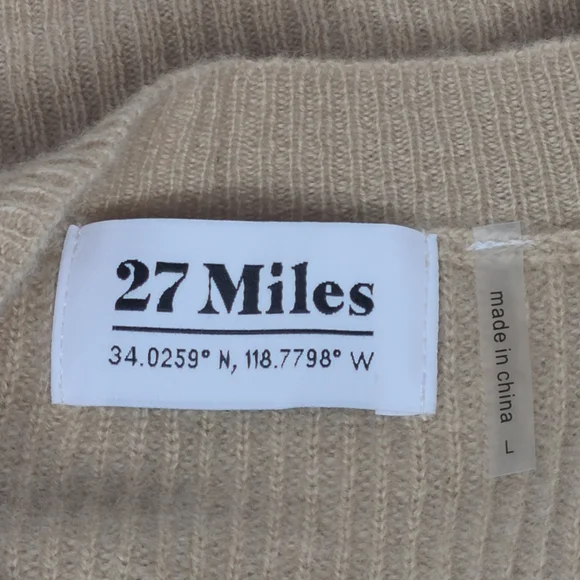 27 Miles
34.0259° N, 118.7798° W
made in china L